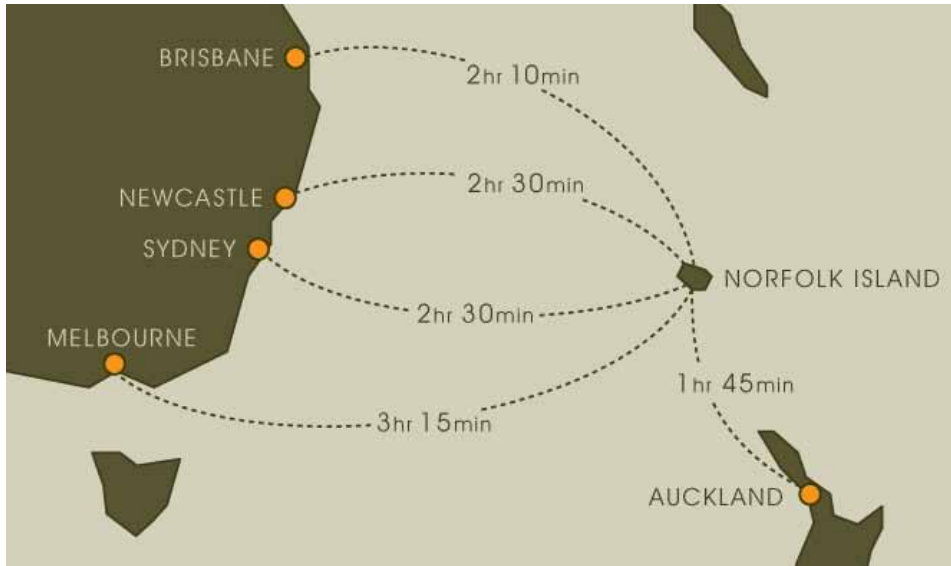 BRISBANE
2hr 10min
NEWCASTLE
2hr 30min
SYDNEY
NORFOLK ISLAND
2hr 30min
MELBOURNE
1hr 45min
3hr 15min
AUCKLAND